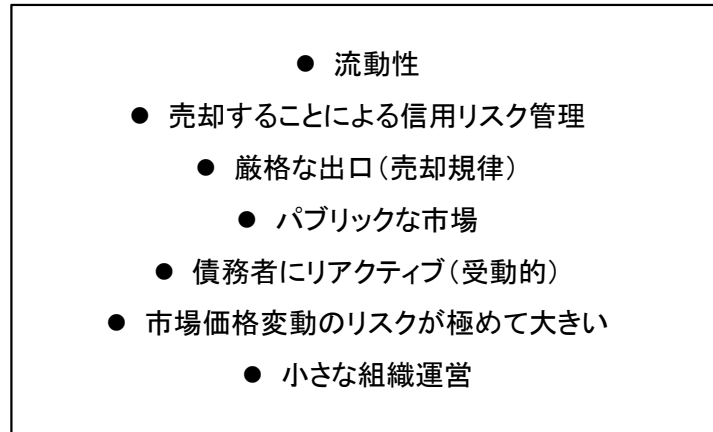 ● 流動性
● 売却することによる信用リスク管理
● 厳格な出口（売却規律）
● パブリックな市場
● 債務者にリアクティブ（受動的）
● 市場価格変動のリスクが極めて大きい
● 小さな組織運営